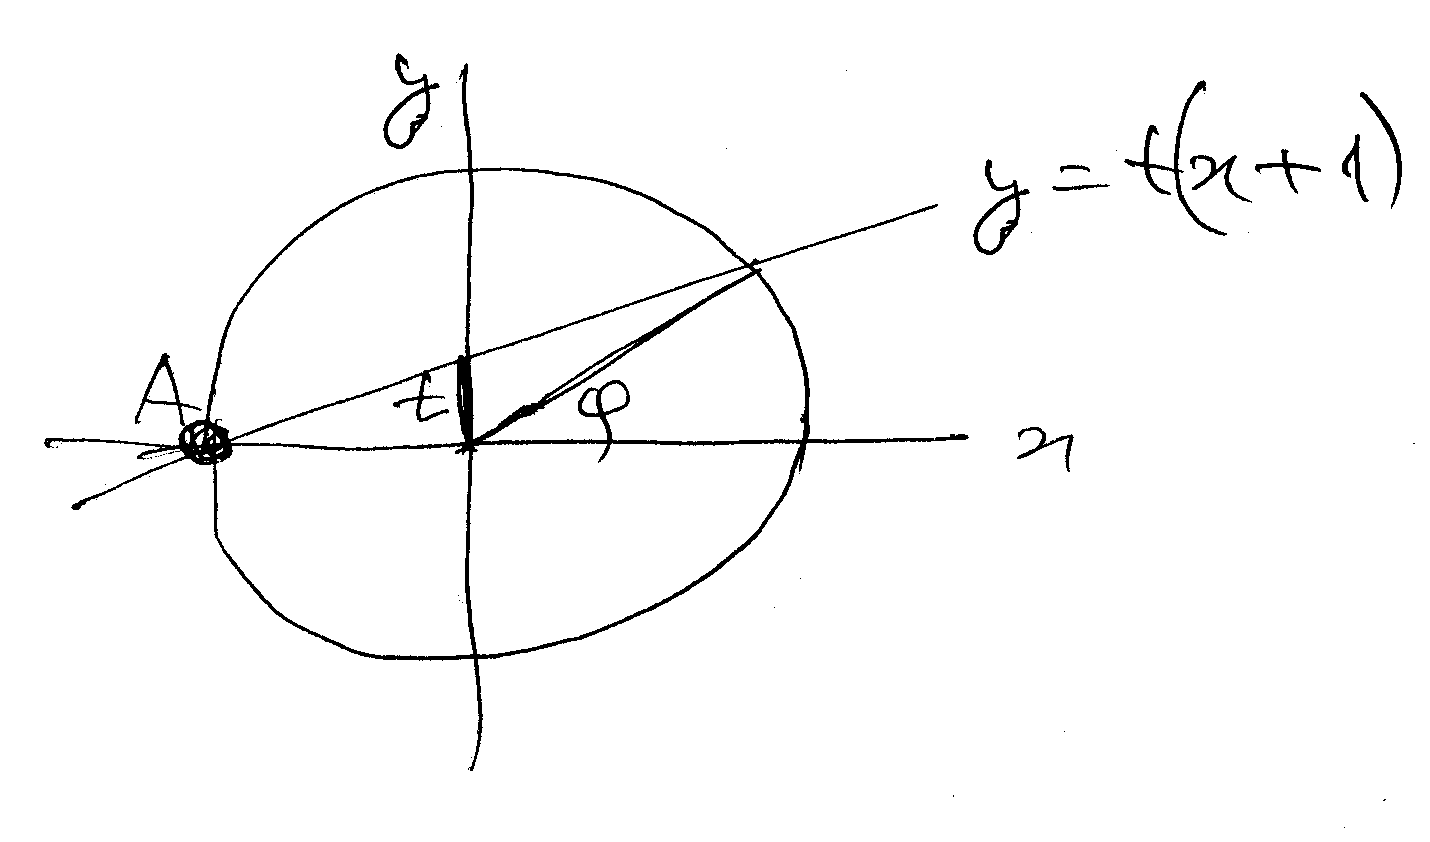 y
y = t(x + 1)
A
t
φ
x